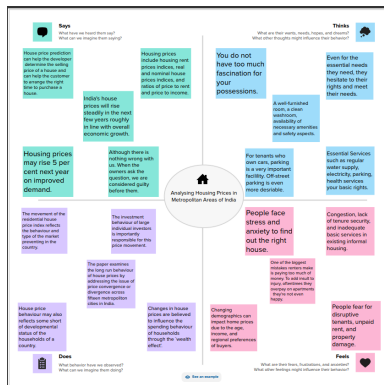 Says
What have we heard them say?
What can we imagine them saying?
Thinks
What are their wants, needs, hopes, and dreams?
What other thoughts might influence their behavior?
House price prediction
can help the developer
determine the selling
price of a house and
can help the customer
to arrange the right
time to purchase a
house.
India's house
prices will rise
steadily in the next
few years roughly
in line with overall
economic growth.
Housing prices
include housing rent
prices indices, real
and nominal house
prices indices, and
ratios of price to rent
and price to income.
Housing prices
may rise 5 per
cent next year
on improved
demand.
Although there is
nothing wrong with
us. When the
owners ask the
question, we are
considered guilty
before them.
You do not
have too much
fascination for
your
possessions.
A well-furnished
room, a clean
washroom,
availability of
necessary amenities
and safety aspects.
Even for the
essential needs
they need, they
hesitate to their
rights and meet
their needs.
For tenants who
own cars, parking
is a very important
facility. Off-street
parking is even
more desirable.
Essential Services
such as regular
water supply,
electricity, parking,
health services
your basic rights.
Analysing Housing Prices in
Metropolitan Areas of India
The movement of the
residential house
price index reflects
the behaviour and
type of the market
preventing in the
country.
The investment
behaviour of large
individual investors
is importantly
responsible for this
price movement.
The paper examines
the long run behaviour
of house prices by
addressing the issue of
price convergence or
divergence across
fifteen metropolitan
cities in India.
House price
behaviour may also
reflects some short
of developmental
status of the
households of a
country.
Changes in house
prices are believed
to influence the
spending behaviour
of households
through the 'wealth
effect'.
People face
stress and
anxiety to find
out the right
house.
Congestion, lack
of tenure security,
and inadequate
basic services in
existing informal
housing.
One of the biggest
mistakes renters make
is paying too much of
money. To add insult to
injury, oftentimes they
overpay on apartments
they're not even
happy.
Changing
demographics can
impact home prices
due to the age,
income, and
regional preferences
of buyers.
People fear for
disruptive
tenants, unpaid
rent, and
property
damage.
Does
What behavior have we observed?
What can we imagine them doing?
Feels
What are their fears, frustrations, and anxieties?
What other feelings might influence their behavior?
See an example